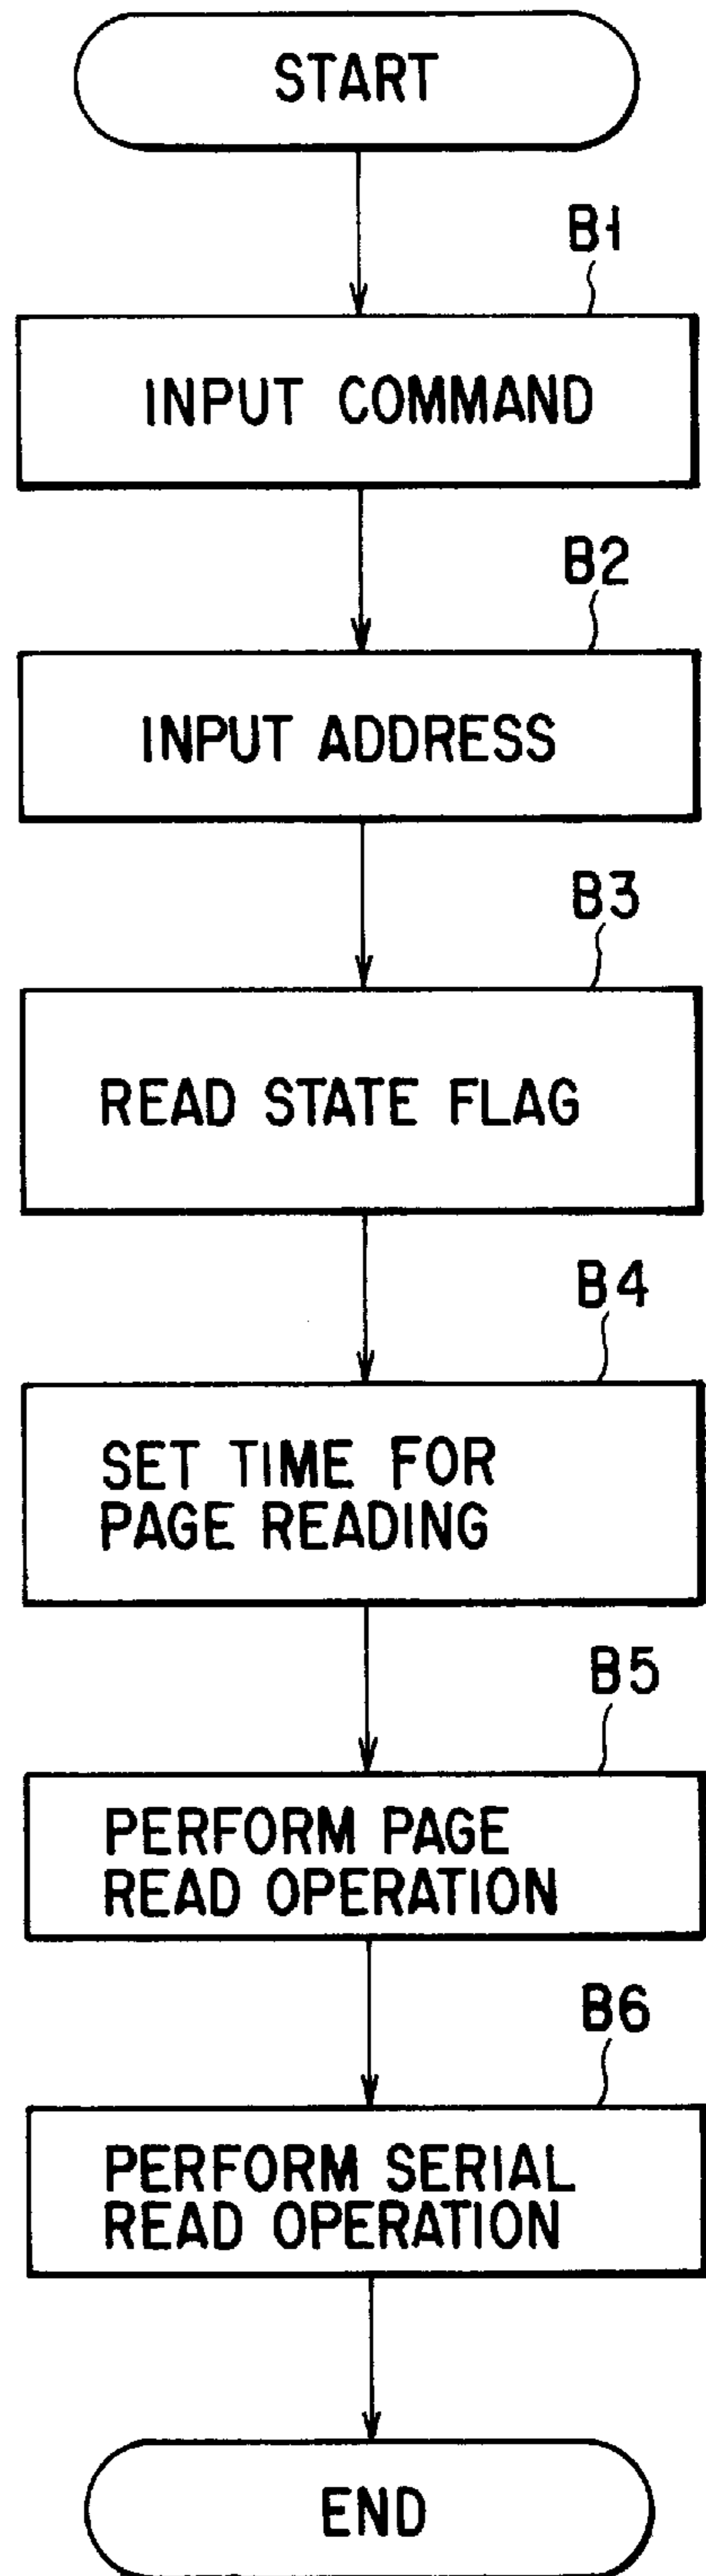 START
B1
INPUT COMMAND
B2
INPUT ADDRESS
B3
READ STATE FLAG
B4
SET TIME FOR
PAGE READING
B5
PERFORM PAGE
READ OPERATION
B6
PERFORM SERIAL
READ OPERATION
END